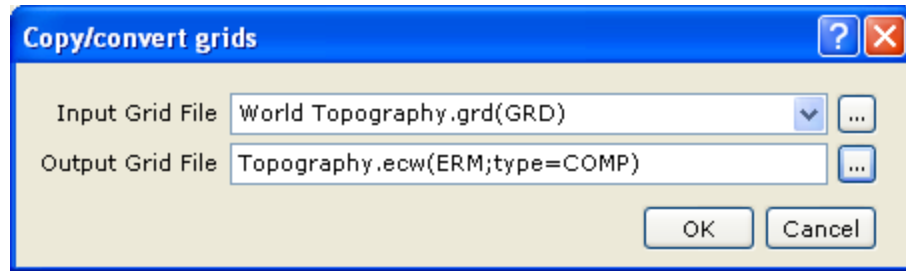 Copy/convert grids
Input Grid File World Topography.grd(GRD) ...
Output Grid File Topography.ecw(ERM;type=COMP) ...
OK Cancel